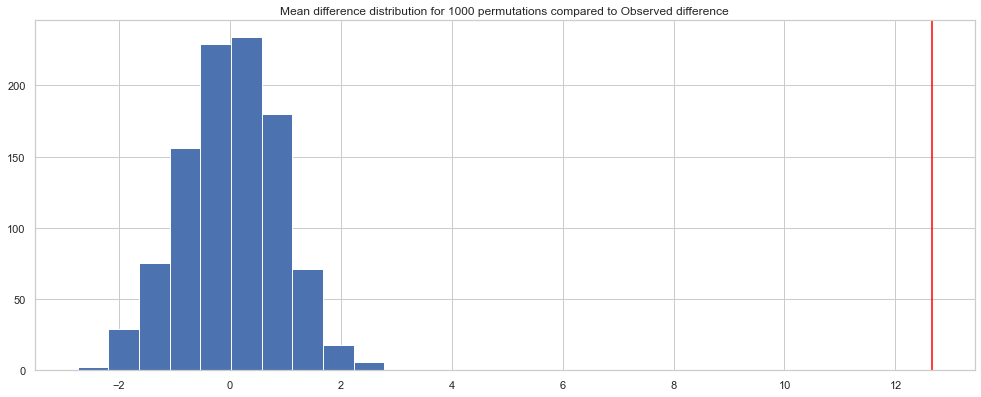 Mean difference distribution for 1000 permutations compared to Observed difference
200
150
100
50
0
−2 0 2 4 6 8 10 12